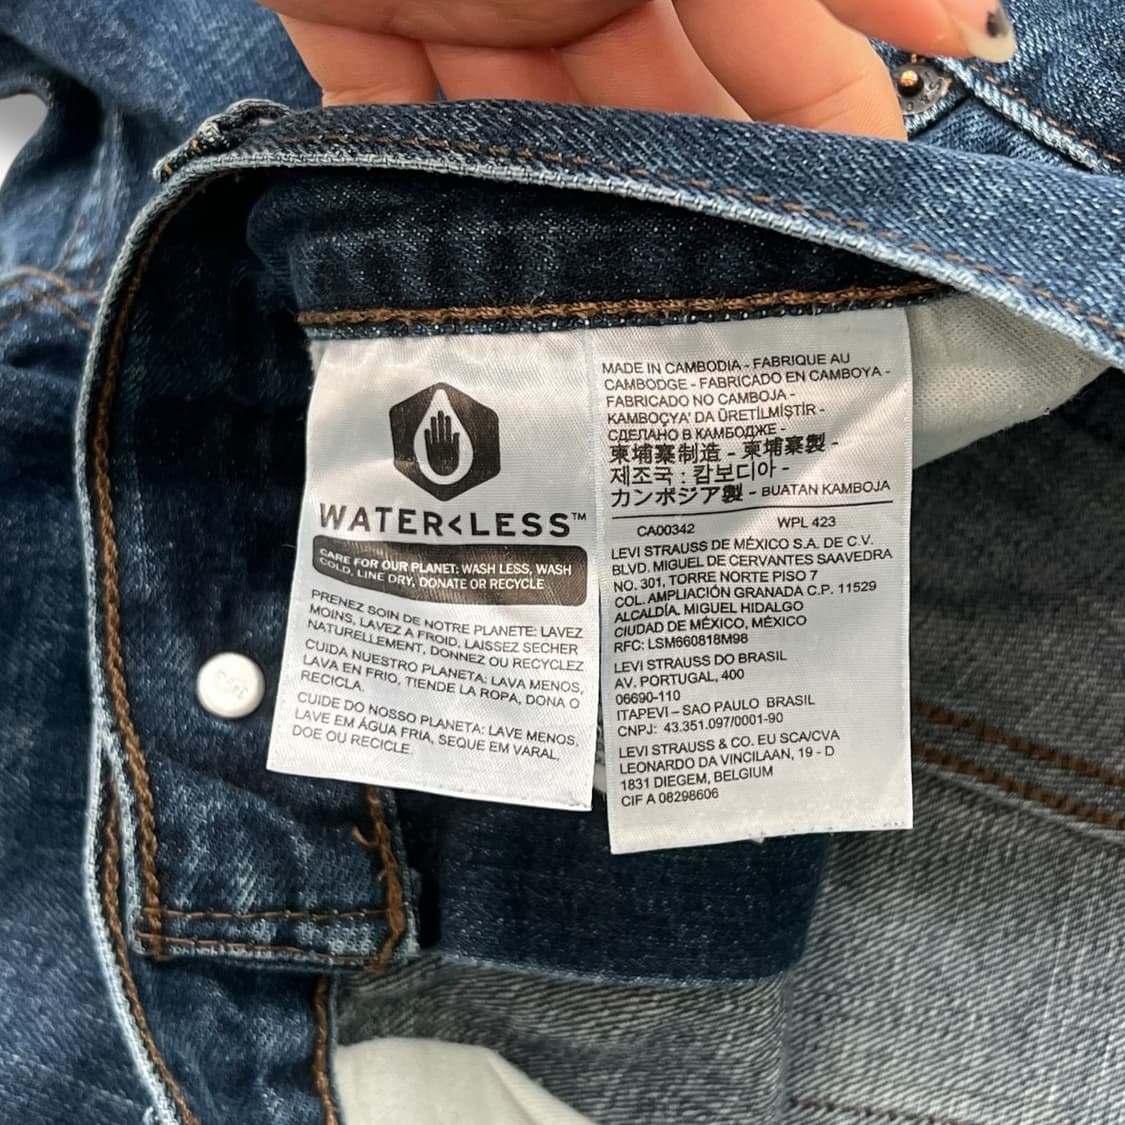 WATER<LESS™
CARE FOR OUR PLANET: WASH LESS, WASH
COLD, LINE DRY, DONATE OR RECYCLE
PRENEZ SOIN DE NOTRE PLANETE: LAVEZ
MOINS, LAVEZ A FROID, LAISSEZ SECHER
NATURELLEMENT, DONNEZ OU RECYCLEZ
CUIDA NUESTRO PLANETA: LAVA MENOS,
LAVA EN FRIO, TIENDE LA ROPA, DONA O
RECICLA.
CUIDE DO NOSSO PLANETA: LAVE MENOS,
LAVE EM ÁGUA FRIA, SEQUE EM VARAL,
DOE OU RECICLE.
MADE IN CAMBODIA - FABRIQUE AU
CAMBODGE - FABRICADO EN CAMBOYA -
FABRICADO NO CAMBOJA -
KAMBOÇYA' DA ÜRETİLMİŞTİR -
СДЕЛАНО В КАМБОДЖЕ -
柬埔寨制造 - 柬埔寨製 -
제조국 : 캄보디아 -
カンボジア製 - BUATAN KAMBOJA
CA00342 WPL 423
LEVI STRAUSS DE MÉXICO S.A. DE C.V.
BLVD. MIGUEL DE CERVANTES SAAVEDRA
NO. 301, TORRE NORTE PISO 7
COL. AMPLIACIÓN GRANADA C.P. 11529
ALCALDÍA. MIGUEL HIDALGO
CIUDAD DE MÉXICO, MÉXICO
RFC: LSM660818M98
LEVI STRAUSS DO BRASIL
AV. PORTUGAL, 400
06690-110
ITAPEVI – SAO PAULO BRASIL
CNPJ: 43.351.097/0001-90
LEVI STRAUSS & CO. EU SCA/CVA
LEONARDO DA VINCILAAN, 19 - D
1831 DIEGEM, BELGIUM
CIF A 08298606